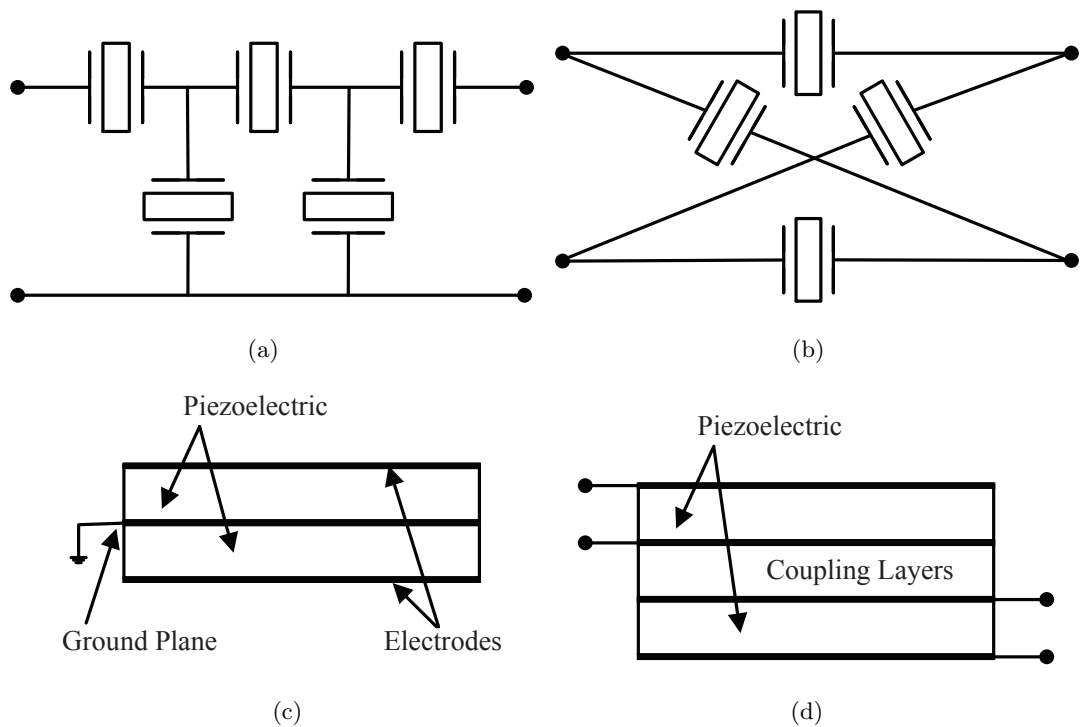 (a)
(b)
Piezoelectric
Ground Plane
Electrodes
(c)
Piezoelectric
Coupling Layers
(d)